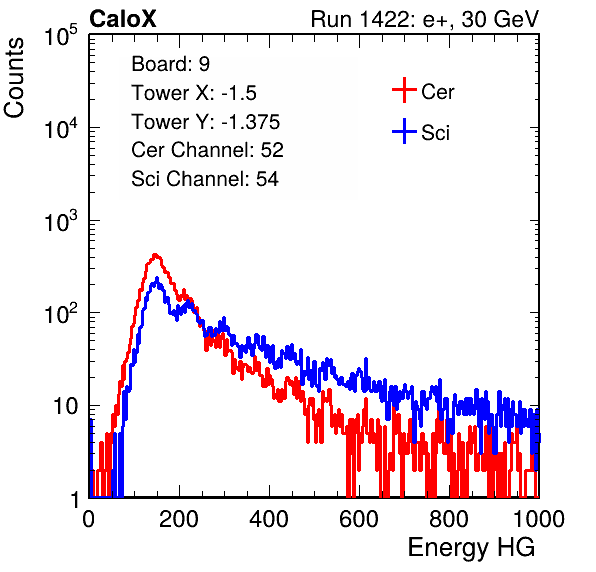 CaloX Run 1422: e+, 30 GeV
Counts
Board: 9
Tower X: -1.5
Tower Y: -1.375
Cer Channel: 52
Sci Channel: 54
Cer
Sci
10^5
10^4
10^3
10^2
10
1
0 200 400 600 800 1000
Energy HG